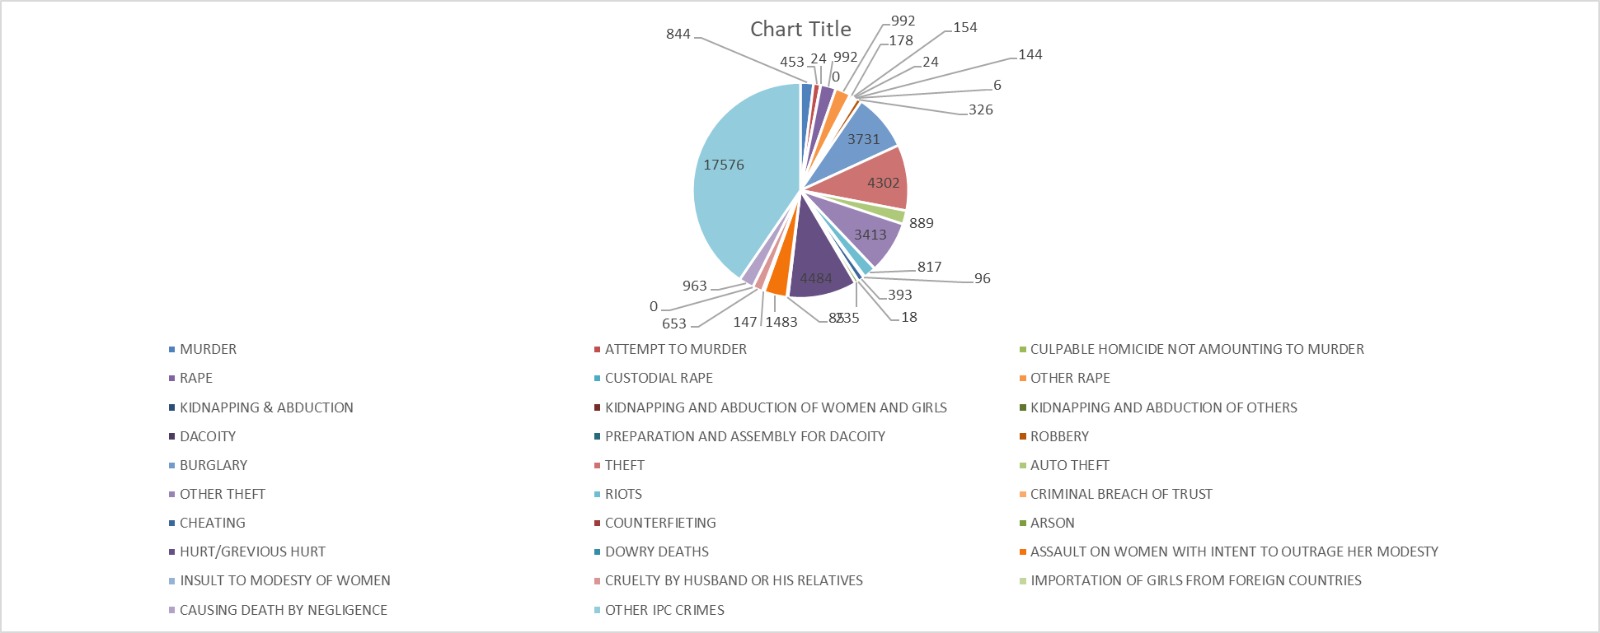 Chart Title
844
453
24
992
0
992
178
154
24
144
6
326
3731
4302
889
3413
817
96
393
18
235
4484
85
1483
147
653
0
963
17576
MURDER
ATTEMPT TO MURDER
CULPABLE HOMICIDE NOT AMOUNTING TO MURDER
RAPE
CUSTODIAL RAPE
OTHER RAPE
KIDNAPPING & ABDUCTION
KIDNAPPING AND ABDUCTION OF WOMEN AND GIRLS
KIDNAPPING AND ABDUCTION OF OTHERS
DACOITY
PREPARATION AND ASSEMBLY FOR DACOITY
ROBBERY
BURGLARY
THEFT
AUTO THEFT
OTHER THEFT
RIOTS
CRIMINAL BREACH OF TRUST
CHEATING
COUNTERFIETING
ARSON
HURT/GREVIOUS HURT
DOWRY DEATHS
ASSAULT ON WOMEN WITH INTENT TO OUTRAGE HER MODESTY
INSULT TO MODESTY OF WOMEN
CRUELTY BY HUSBAND OR HIS RELATIVES
IMPORTATION OF GIRLS FROM FOREIGN COUNTRIES
CAUSING DEATH BY NEGLIGENCE
OTHER IPC CRIMES